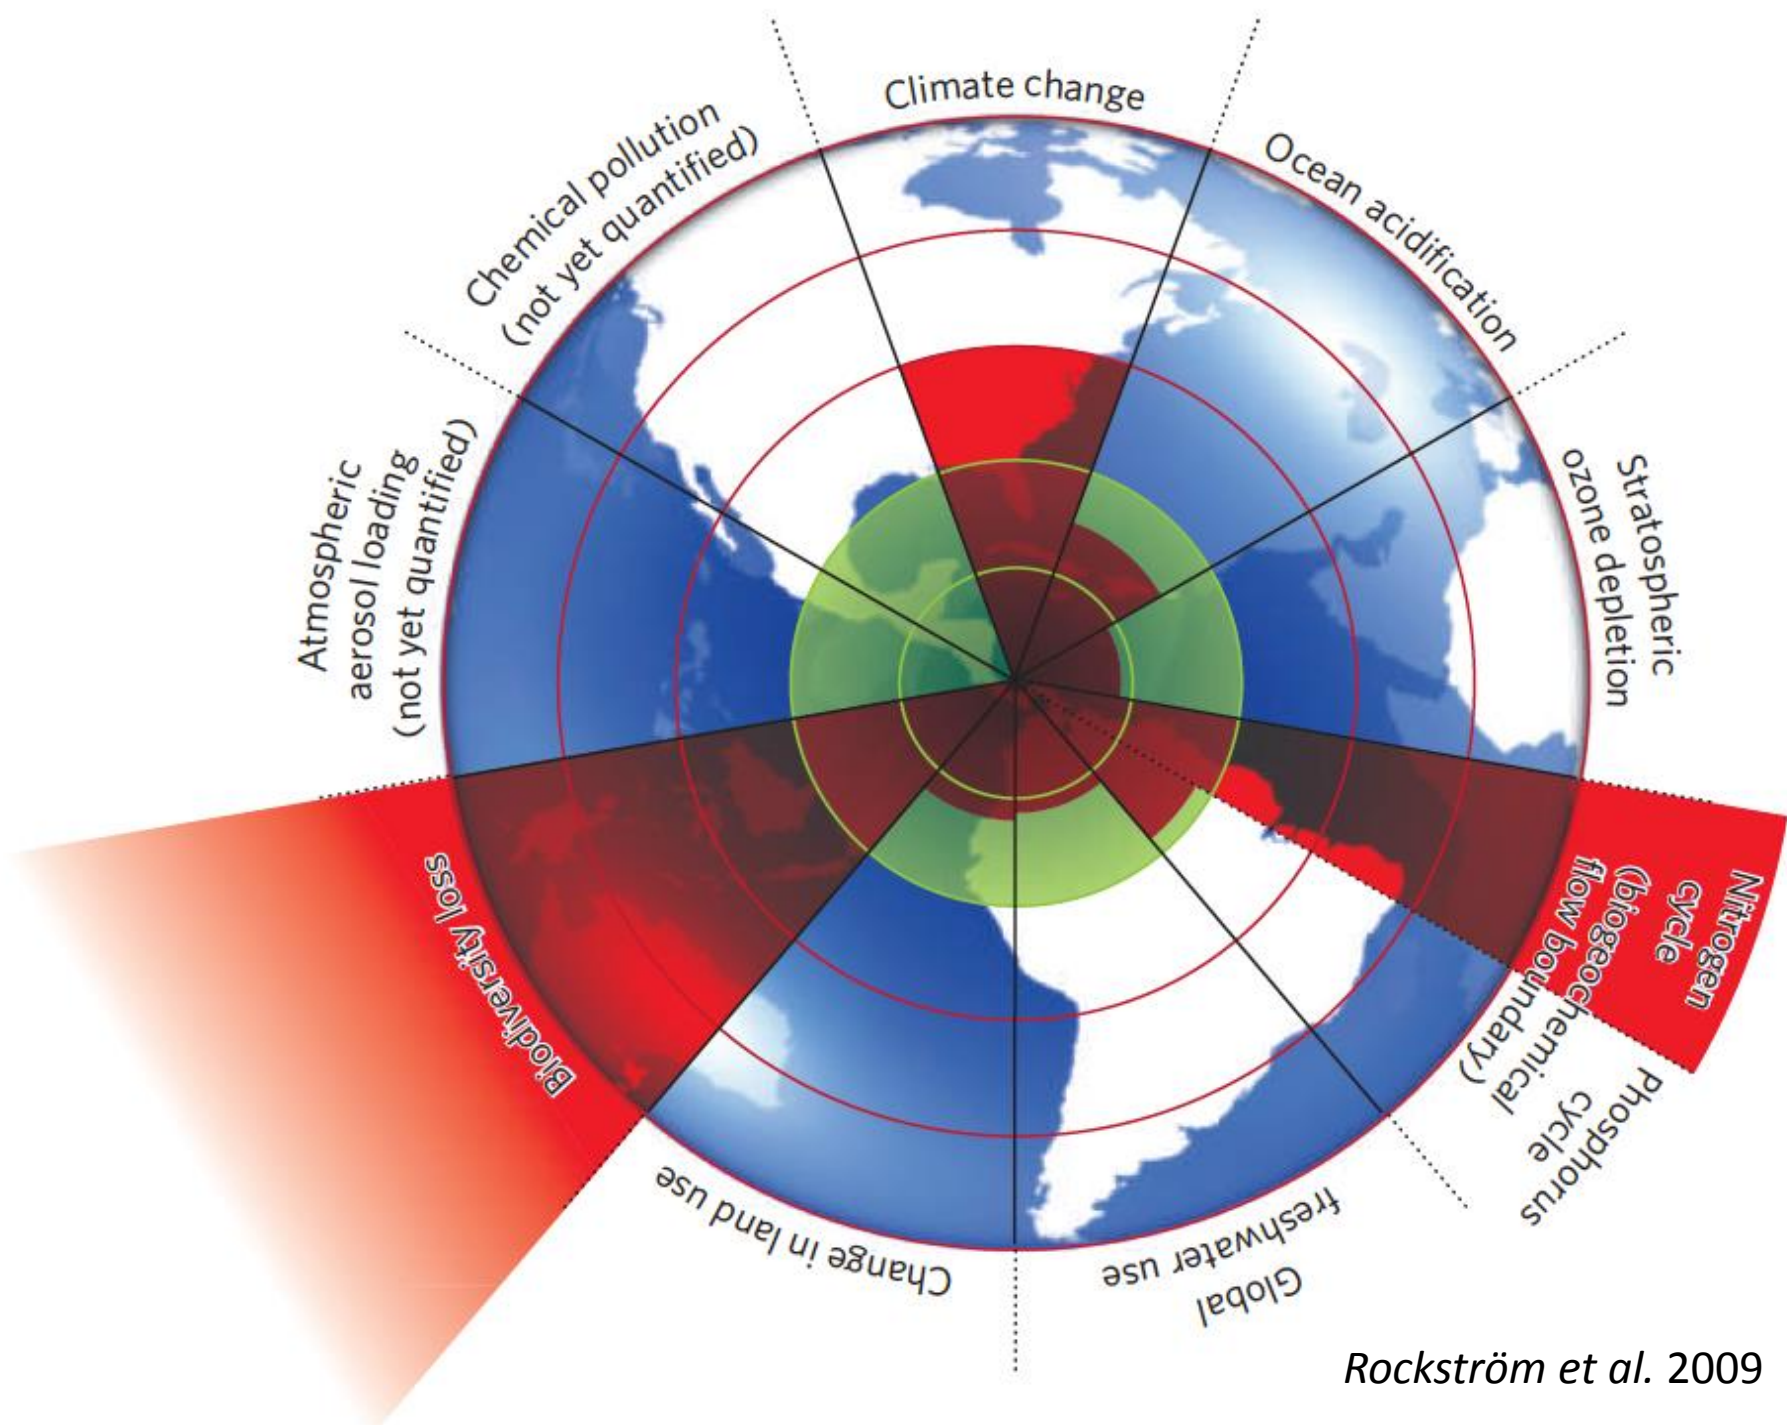 Climate change
Ocean acidification
Stratospheric
ozone depletion
Nitrogen
cycle
(biogeochemical
flow boundary)
Phosphorus
cycle
Global
freshwater use
Change in land use
Biodiversity loss
Atmospheric
aerosol loading
(not yet quantified)
Chemical pollution
(not yet quantified)
Rockström et al. 2009